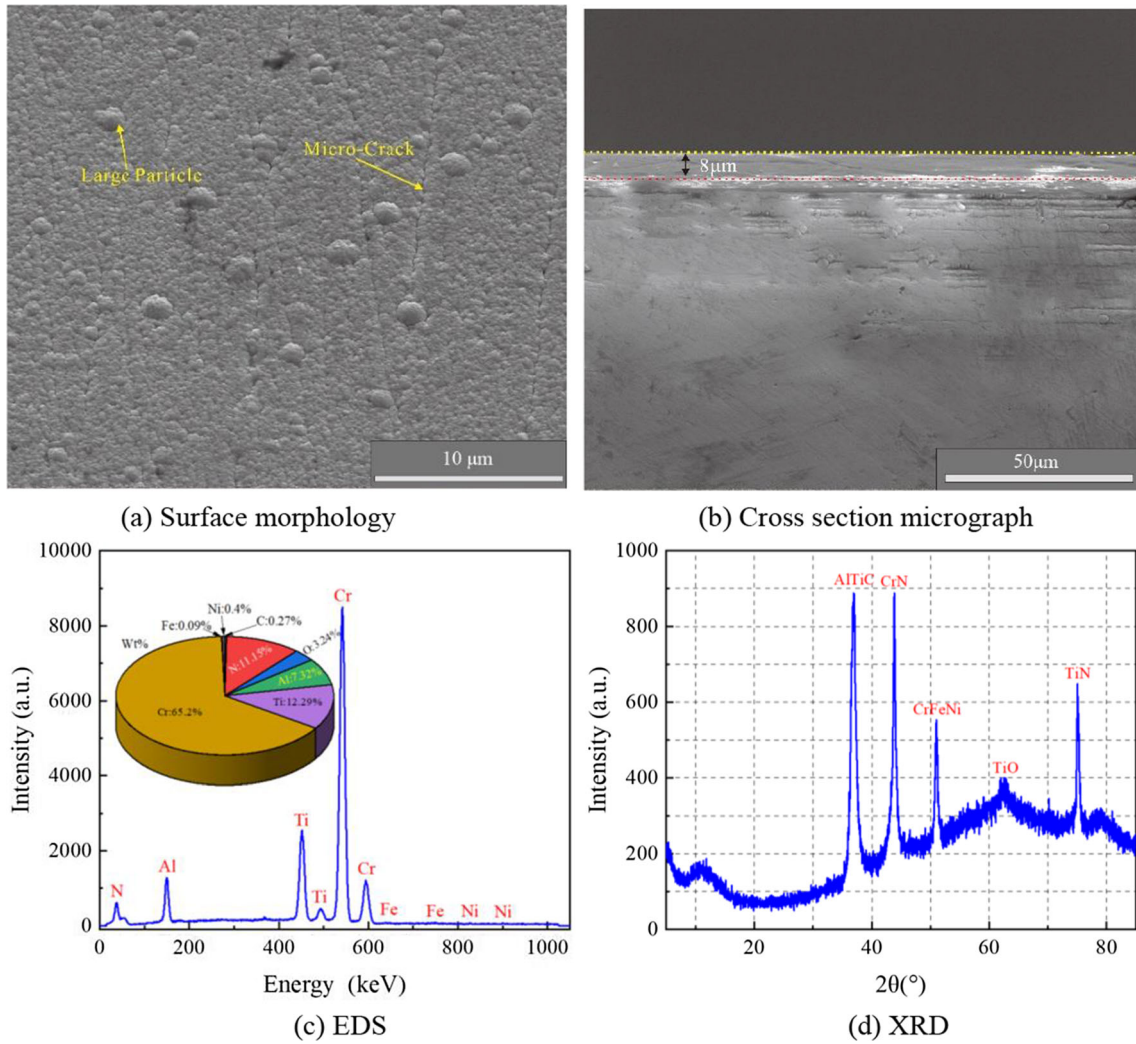 Large Particle
Micro-Crack
10 μm
(a) Surface morphology
8μm
50μm
(b) Cross section micrograph
Intensity (a.u.)
10000
8000
6000
4000
2000
0
0
200
400
600
800
1000
Energy (keV)
Wt%
Ni:0.4%
Fe:0.09%
C:0.27%
N:11.15%
O:3.24%
Al:7.32%
Ti:12.29%
Cr:65.2%
N
Al
Ti
Ti
Cr
Cr
Fe
Fe
Ni
Ni
(c) EDS
Intensity (a.u.)
1000
800
600
400
200
0
20
40
60
80
2θ(°)
AlTiC
CrN
CrFeNi
TiO
TiN
(d) XRD